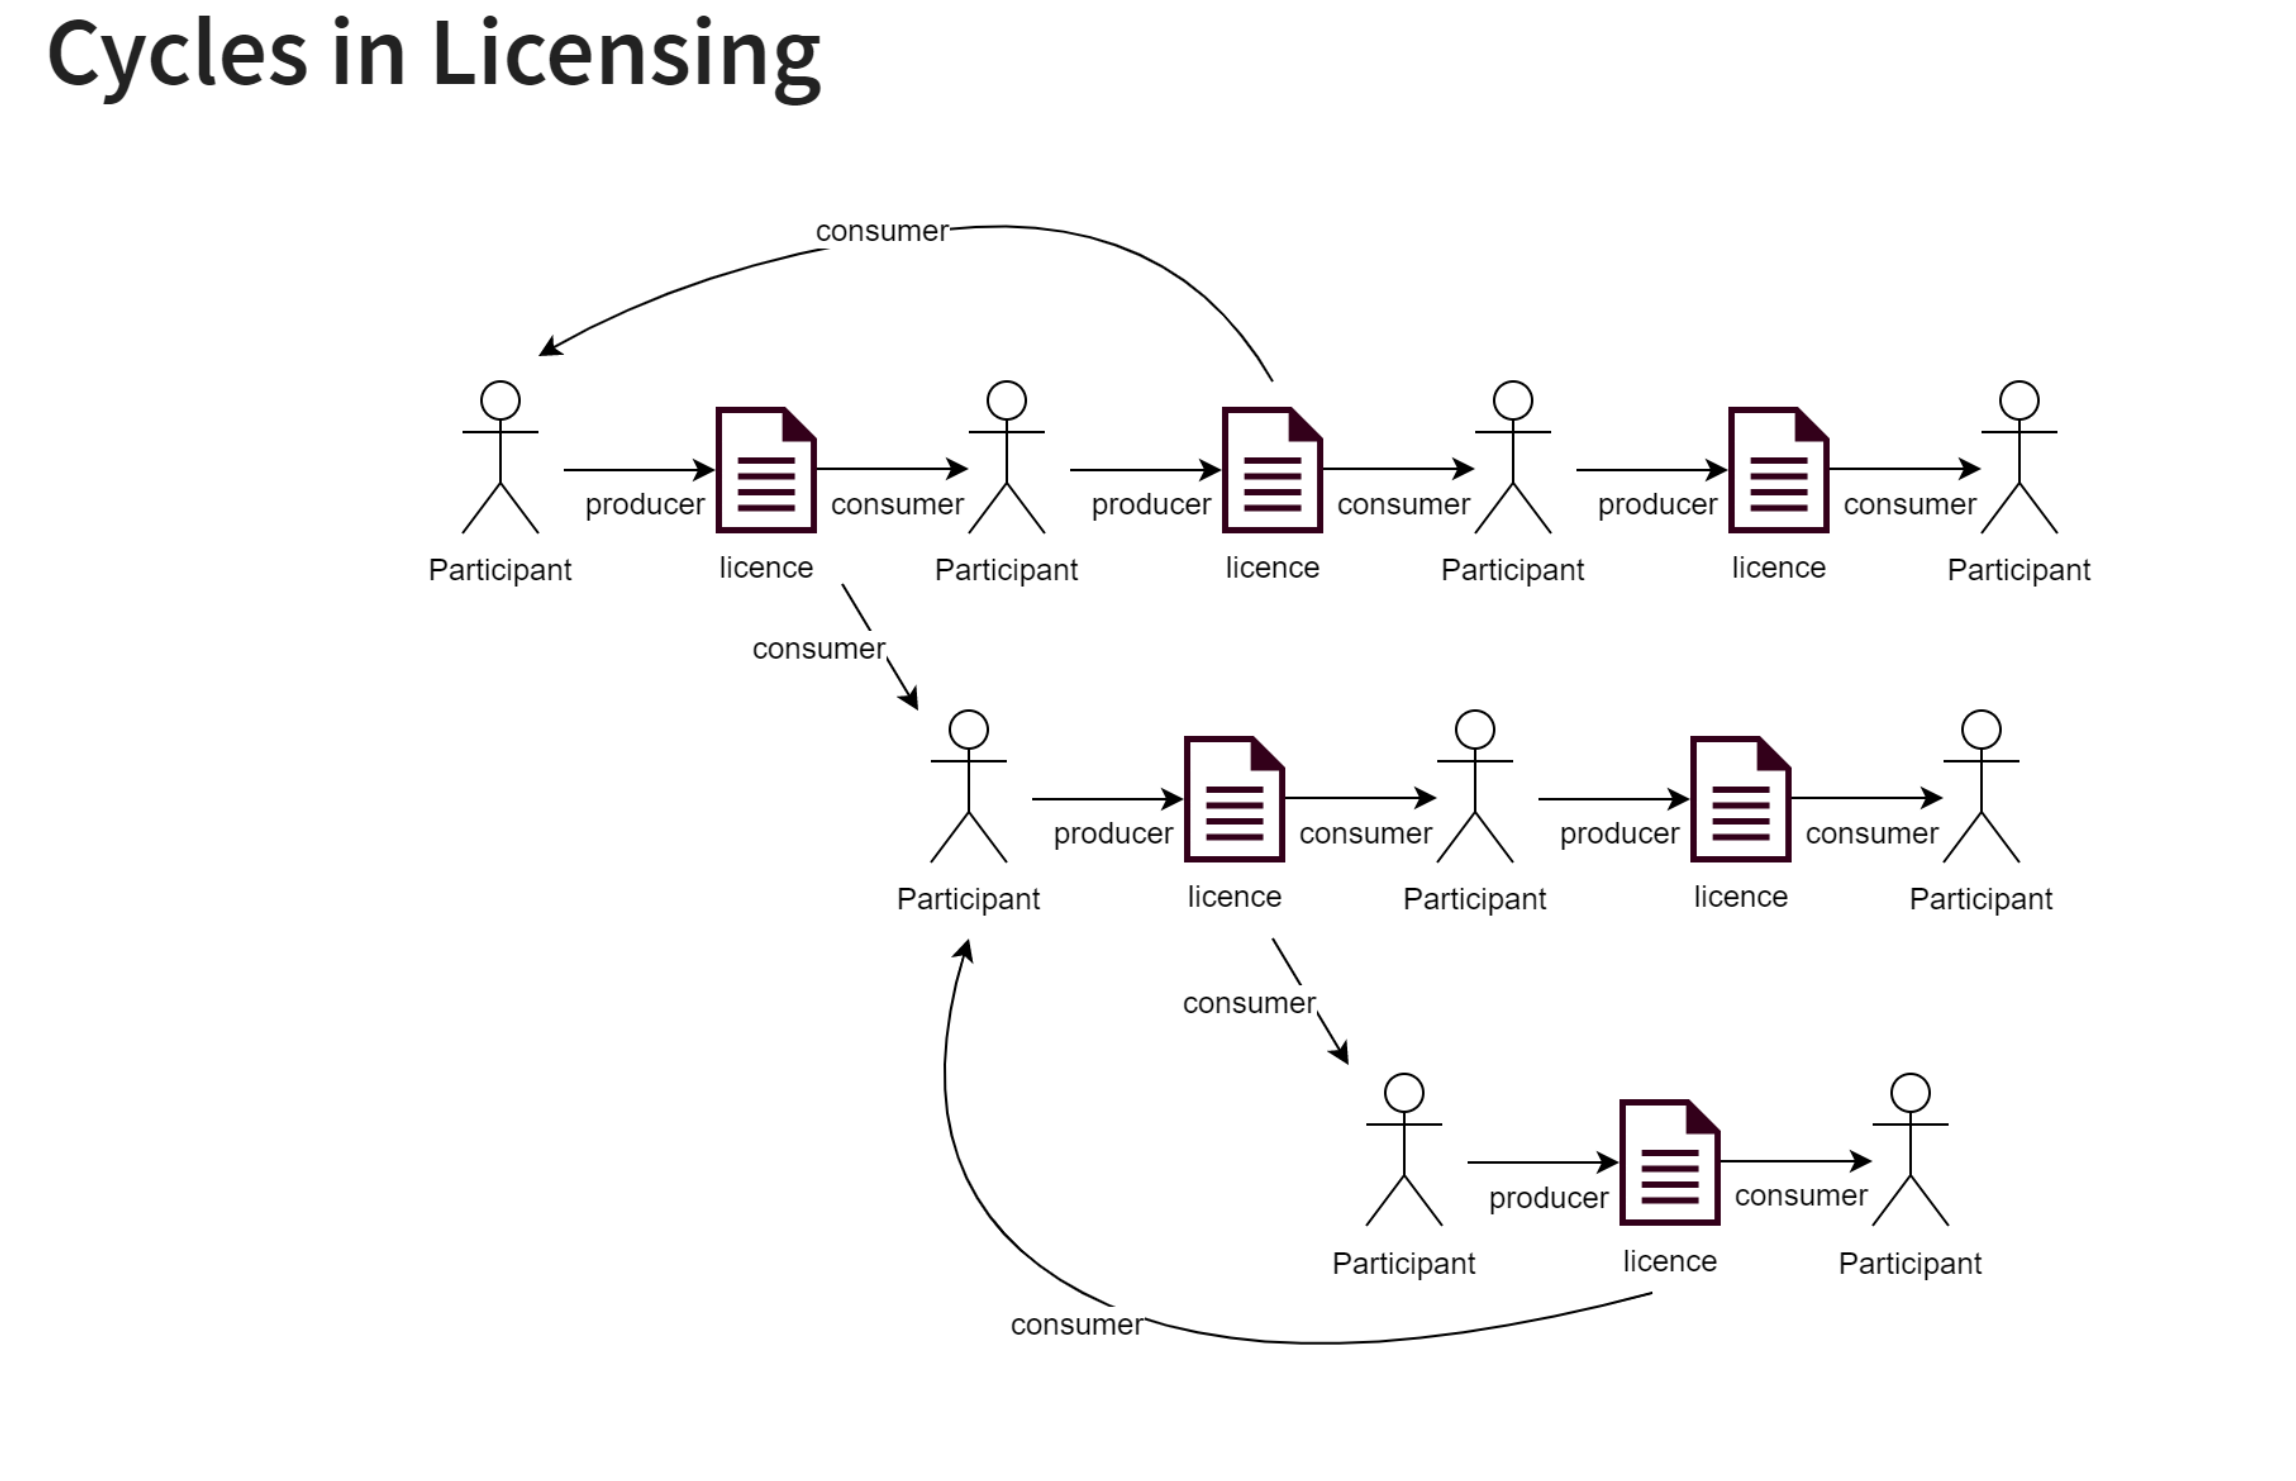 Cycles in Licensing
consumer
producer consumer producer consumer producer consumer
Participant licence Participant licence Participant licence Participant
consumer
producer consumer producer consumer
Participant licence Participant licence Participant
consumer
producer consumer
Participant licence Participant
consumer